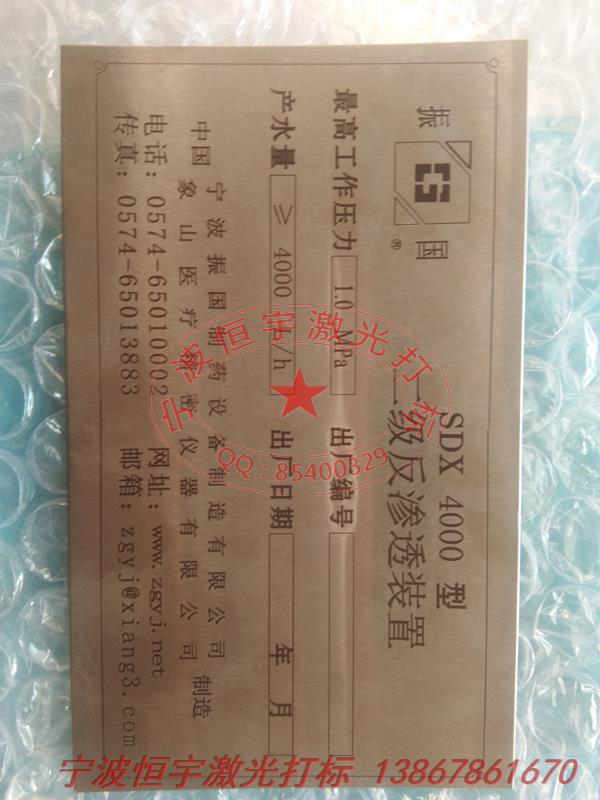 振 国 ®
SDX 4000 型
二级反渗透装置
最高工作压力 1.0 MPa 出厂编号
产水量 ≥ 4000 L/h 出厂日期 年 月
中国 宁波振国制药设备制造有限公司 制造
象山医疗精密仪器有限公司
电话: 0574-65010002 网址: www.zgyj.net
传真: 0574-65013883 邮箱: zgyj@xiang3.com
宁波恒宇激光打标
QQ:85400829
宁波恒宇激光打标 13867861670